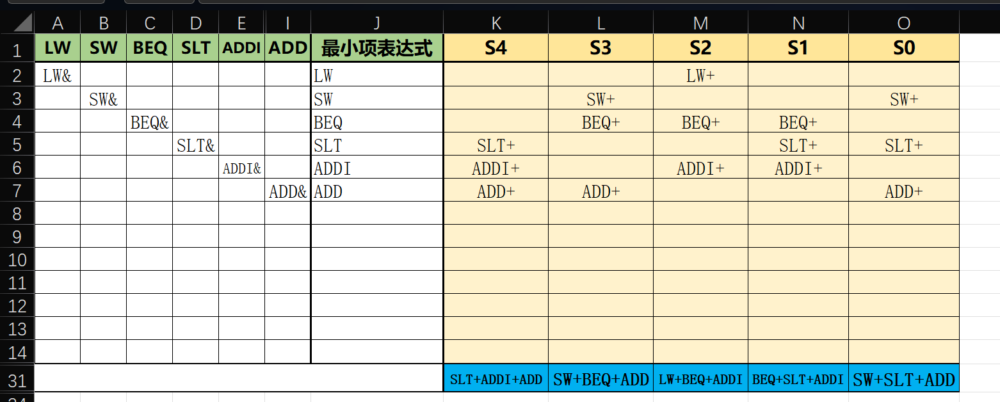 A B C D E I J K L M N O
1 LW SW BEQ SLT ADDI ADD 最小项表达式 S4 S3 S2 S1 S0
2 LW& LW LW+
3 SW& SW SW+ SW+
4 BEQ& BEQ BEQ+ BEQ+ BEQ+
5 SLT& SLT SLT+ SLT+ SLT+
6 ADDI& ADDI ADDI+ ADDI+ ADDI+
7 ADD& ADD ADD+ ADD+ ADD+
8
9
10
11
12
13
14
31 SLT+ADDI+ADD SW+BEQ+ADD LW+BEQ+ADDI BEQ+SLT+ADDI SW+SLT+ADD